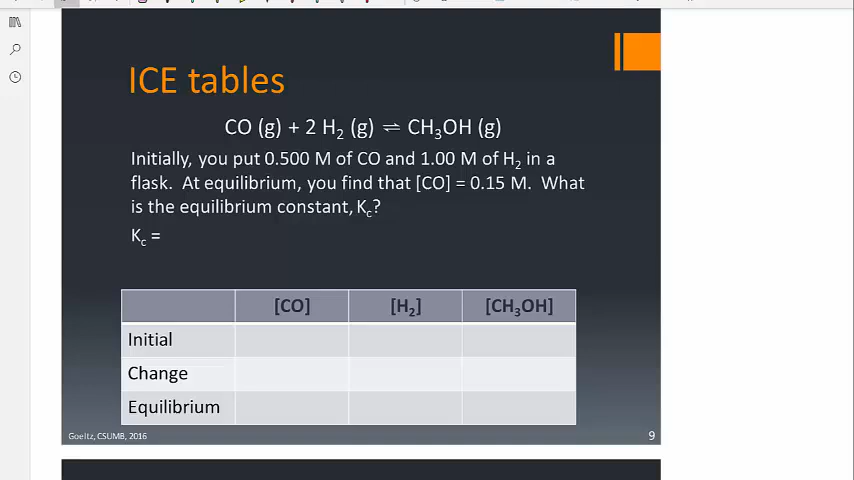 ICE tables
CO (g) + 2 H₂ (g) ⇌ CH₃OH (g)
Initially, you put 0.500 M of CO and 1.00 M of H₂ in a
flask. At equilibrium, you find that [CO] = 0.15 M. What
is the equilibrium constant, K꜀?
K꜀ =
[CO] [H₂] [CH₃OH]
Initial
Change
Equilibrium
Goeltz, CSUMB, 2016
9